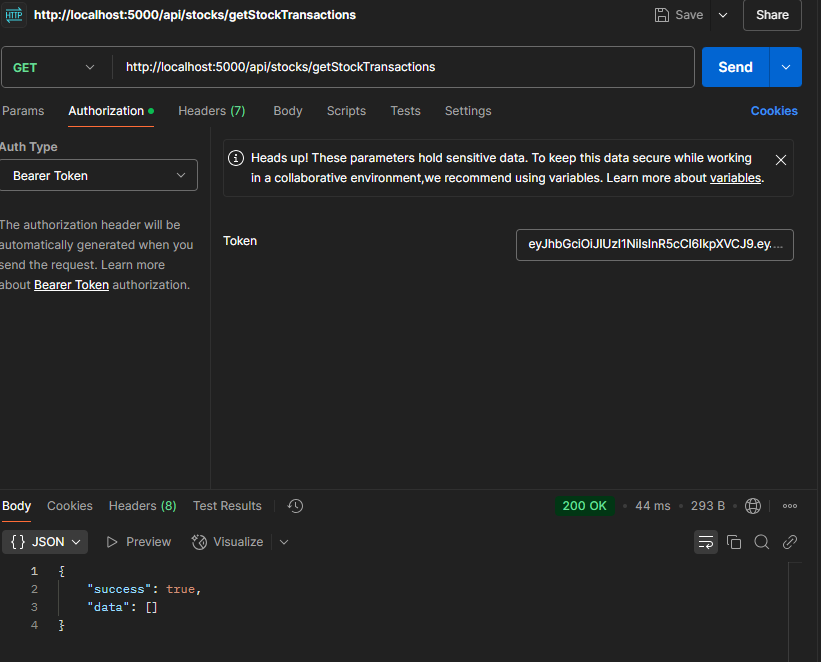 HTTP http://localhost:5000/api/stocks/getStockTransactions Save Share
GET http://localhost:5000/api/stocks/getStockTransactions Send
Params Authorization Headers (7) Body Scripts Tests Settings Cookies
Auth Type
Bearer Token
The authorization header will be
automatically generated when you
send the request. Learn more
about Bearer Token authorization.
Heads up! These parameters hold sensitive data. To keep this data secure while working
in a collaborative environment,we recommend using variables. Learn more about variables.
Token eyJhbGciOiJIUzI1NiIsInR5cCI6IkpXVCJ9.ey....
Body Cookies Headers (8) Test Results 200 OK 44 ms 293 B
{} JSON Preview Visualize
1 {
2 "success": true,
3 "data": []
4 }